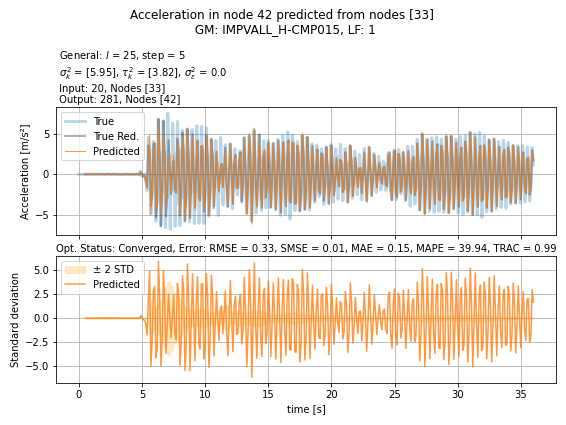 Acceleration in node 42 predicted from nodes [33]
GM: IMPVALL_H-CMP015, LF: 1
General: l = 25, step = 5
σ²ₖ = [5.95], τ²ₖ = [3.82], σ²ε = 0.0
Input: 20, Nodes [33]
Output: 281, Nodes [42]
Acceleration [m/s²]
5
0
−5
True
True Red.
Predicted
Opt. Status: Converged, Error: RMSE = 0.33, SMSE = 0.01, MAE = 0.15, MAPE = 39.94, TRAC = 0.99
Standard deviation
5.0
2.5
0.0
−2.5
−5.0
± 2 STD
Predicted
0 5 10 15 20 25 30 35
time [s]